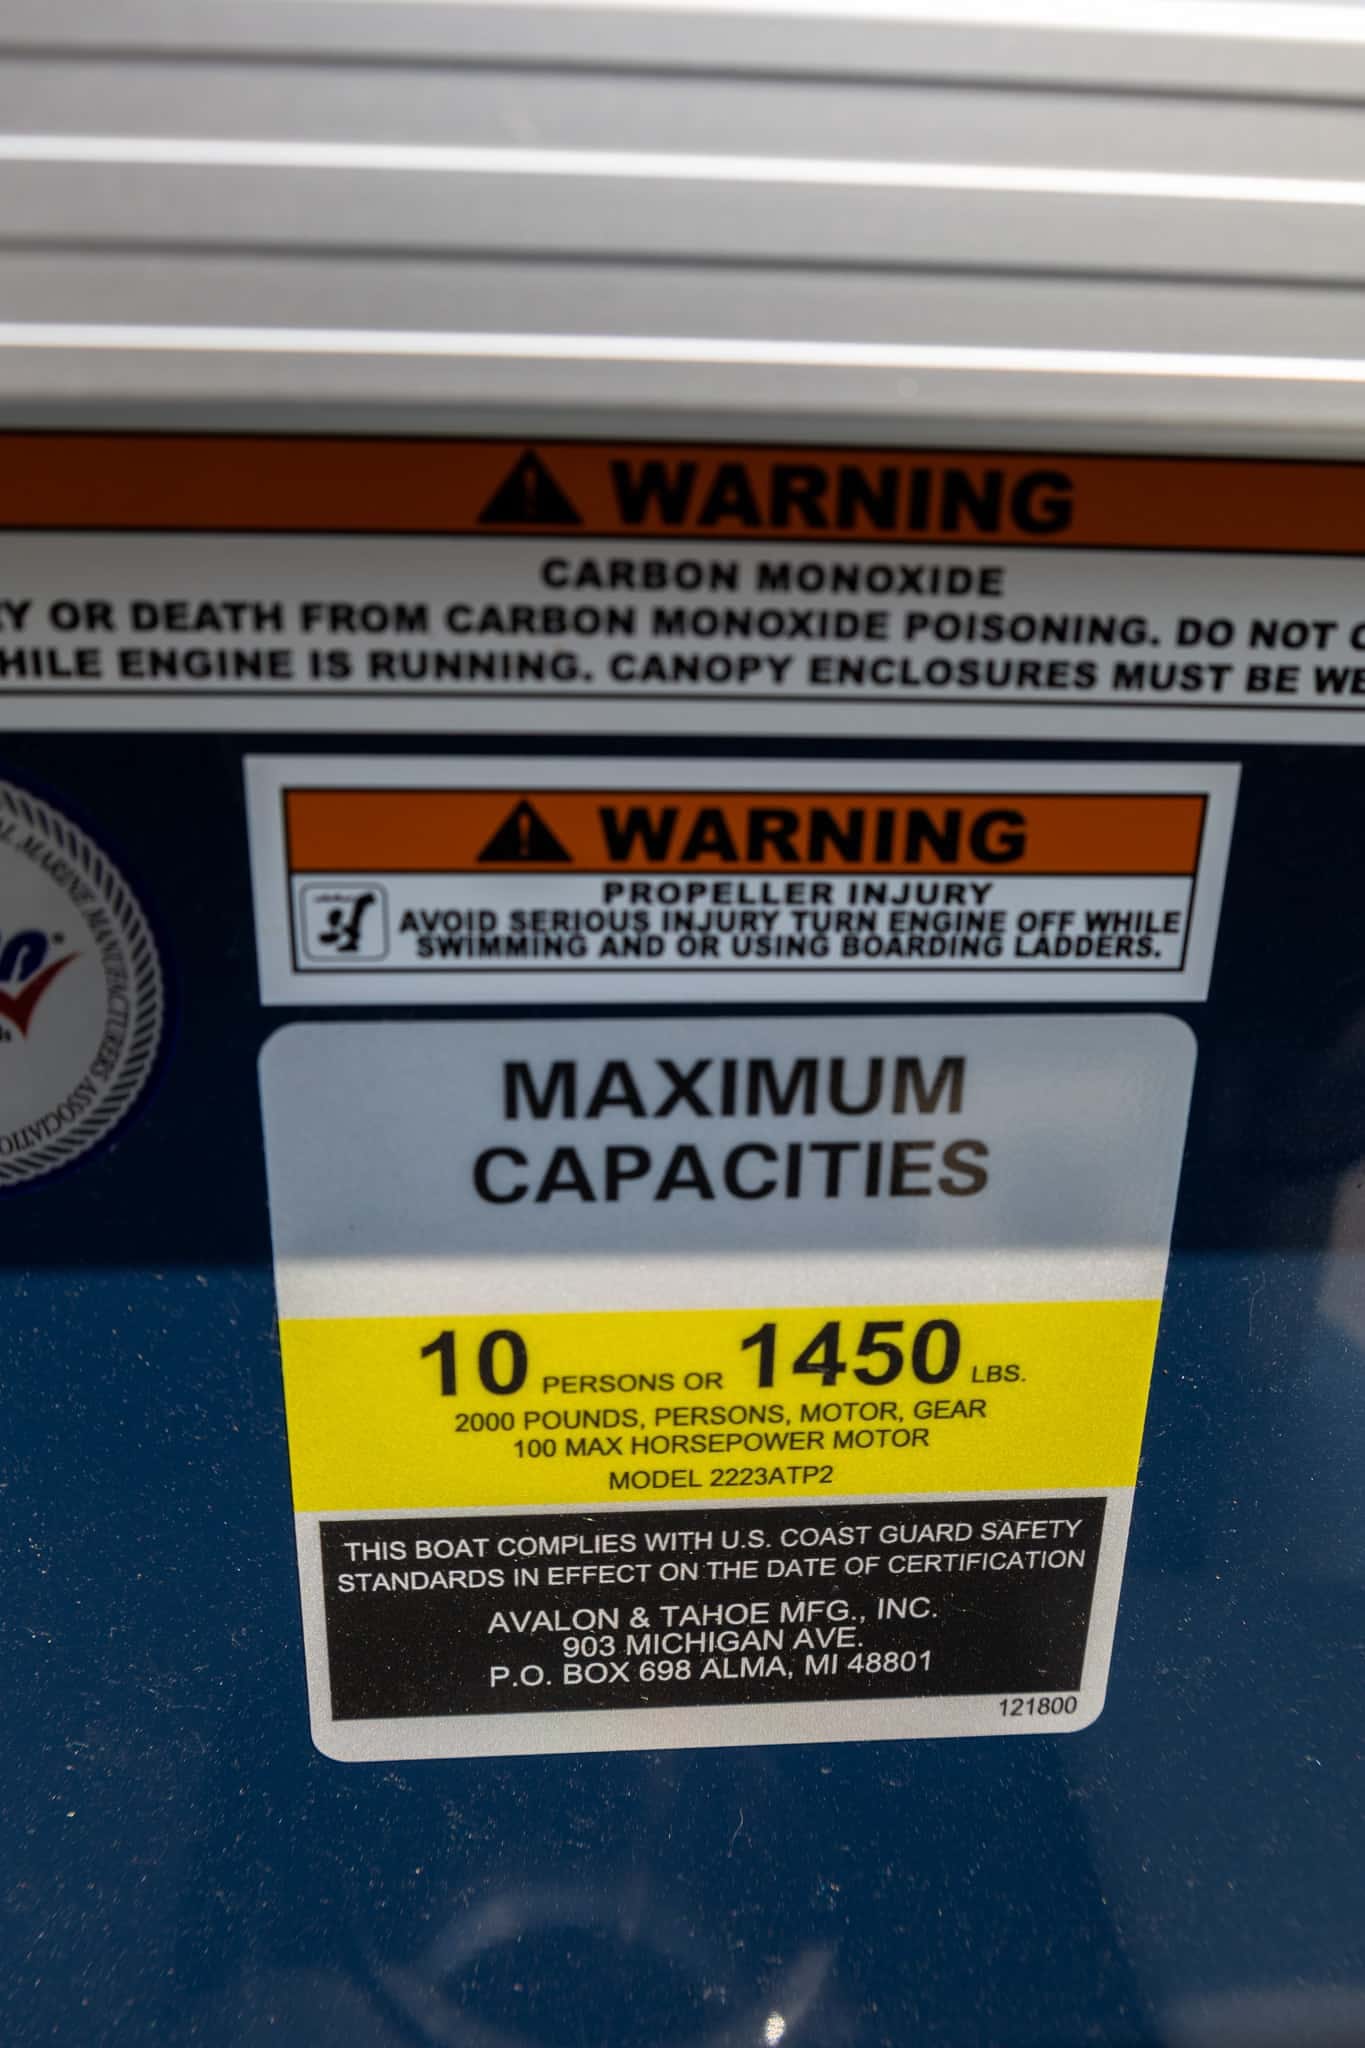 WARNING
CARBON MONOXIDE
OR DEATH FROM CARBON MONOXIDE POISONING. DO NOT
ENGINE IS RUNNING. CANOPY ENCLOSURES MUST BE
MARINE MANUFACTURERS
WARNING
PROPELLER INJURY
AVOID SERIOUS INJURY TURN ENGINE OFF WHILE
SWIMMING AND OR USING BOARDING LADDERS.
MAXIMUM
CAPACITIES
10 PERSONS OR 1450 LBS.
2000 POUNDS, PERSONS, MOTOR, GEAR
100 MAX HORSEPOWER MOTOR
MODEL 2223ATP2
THIS BOAT COMPLIES WITH U.S. COAST GUARD SAFETY
STANDARDS IN EFFECT ON THE DATE OF CERTIFICATION
AVALON & TAHOE MFG., INC.
903 MICHIGAN AVE.
P.O. BOX 698 ALMA, MI 48801
121800